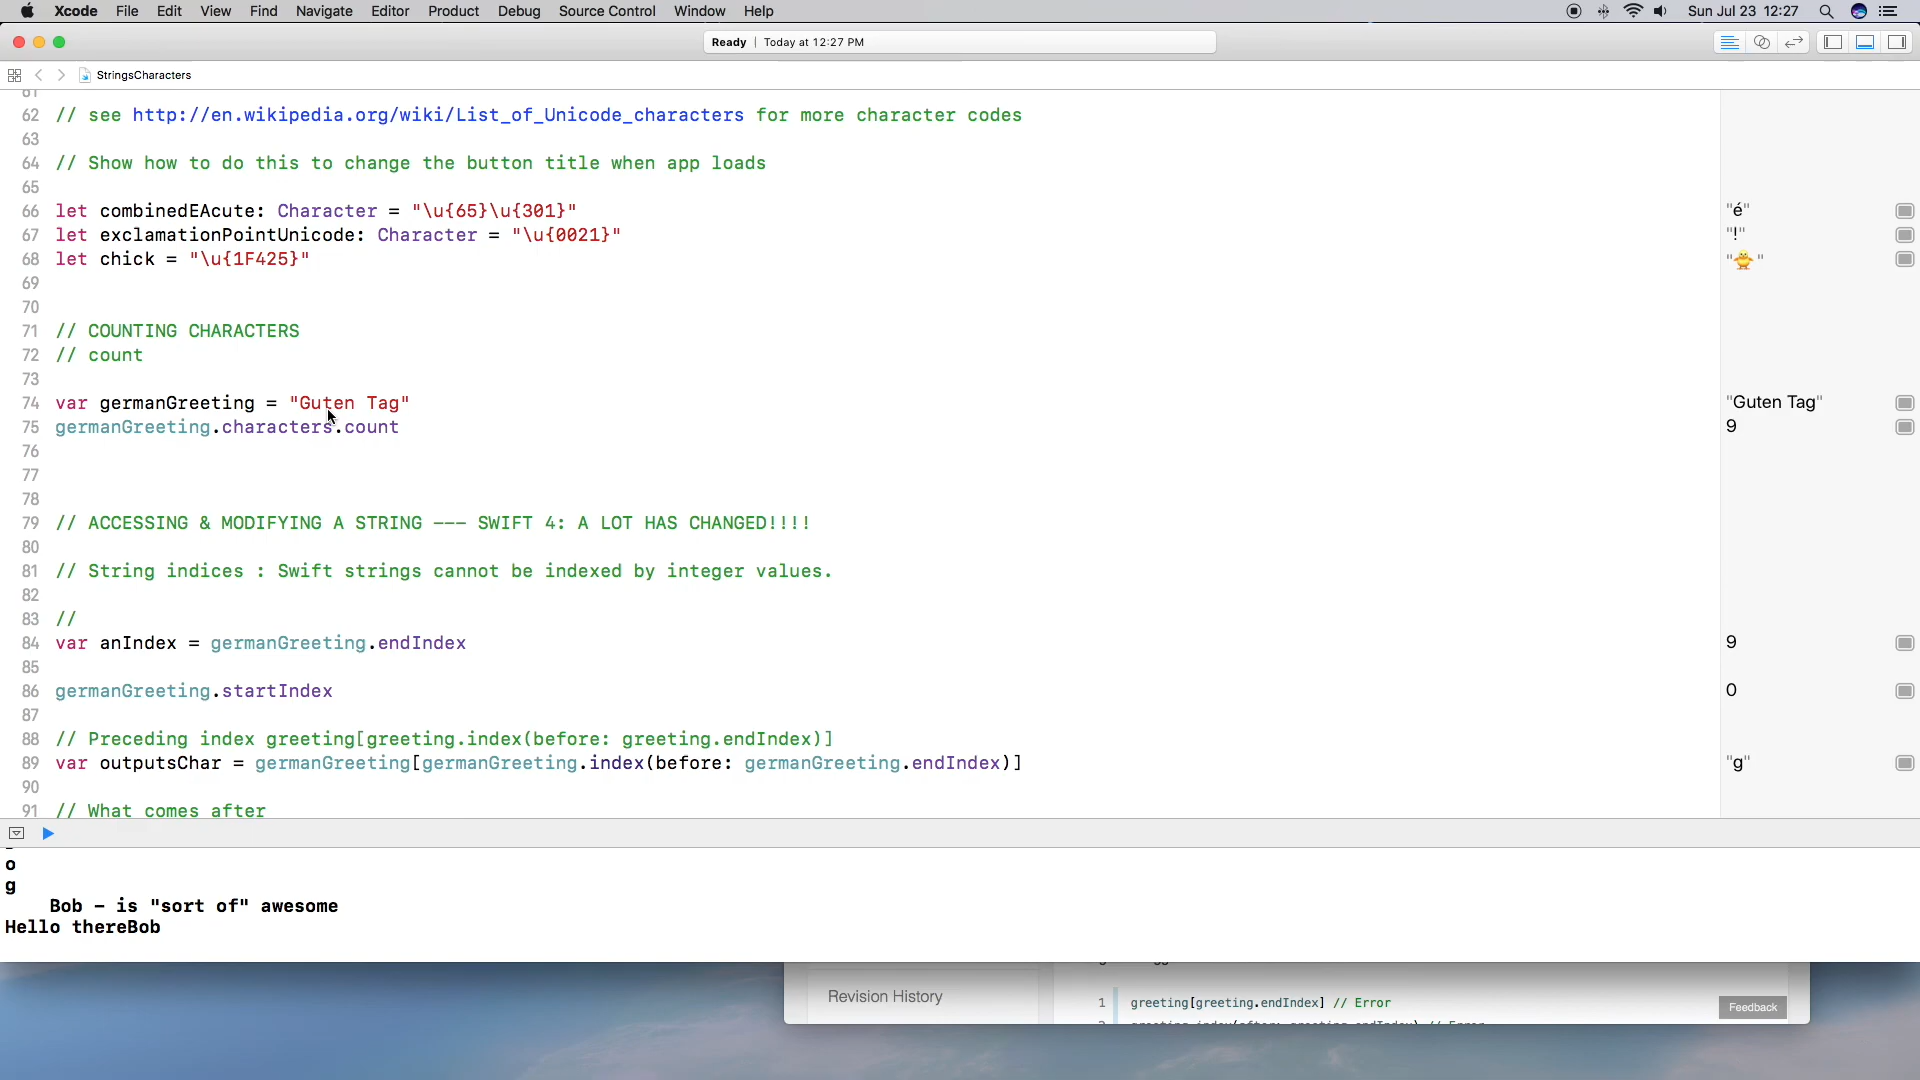 Xcode File Edit View Find Navigate Editor Product Debug Source Control Window Help Sun Jul 23 12:27
Ready | Today at 12:27 PM
StringsCharacters
61
62 // see http://en.wikipedia.org/wiki/List_of_Unicode_characters for more character codes
63
64 // Show how to do this to change the button title when app loads
65
66 let combinedEAcute: Character = "\u{65}\u{301}" "é"
67 let exclamationPointUnicode: Character = "\u{0021}" "!"
68 let chick = "\u{1F425}" "🐥"
69
70
71 // COUNTING CHARACTERS
72 // count
73
74 var germanGreeting = "Guten Tag" "Guten Tag"
75 germanGreeting.characters.count 9
76
77
78
79 // ACCESSING & MODIFYING A STRING --- SWIFT 4: A LOT HAS CHANGED!!!!
80
81 // String indices : Swift strings cannot be indexed by integer values.
82
83 //
84 var anIndex = germanGreeting.endIndex 9
85
86 germanGreeting.startIndex 0
87
88 // Preceding index greeting[greeting.index(before: greeting.endIndex)]
89 var outputsChar = germanGreeting[germanGreeting.index(before: germanGreeting.endIndex)] "g"
90
91 // What comes after
o
g
Bob - is "sort of" awesome
Hello thereBob
Revision History
1 greeting[greeting.endIndex] // Error
Feedback